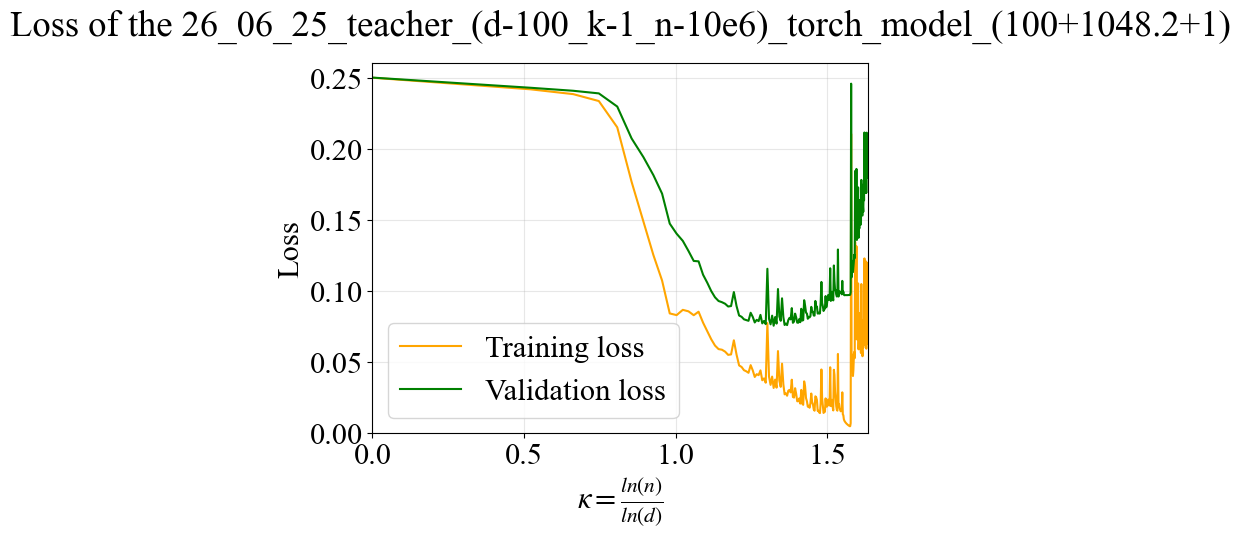 Loss of the 26_06_25_teacher_(d-100_k-1_n-10e6)_torch_model_(100+1048.2+1)
0.25
0.20
0.15
0.10
0.05
0.00
Loss
Training loss
Validation loss
0.0 0.5 1.0 1.5
κ = ln(n) / ln(d)